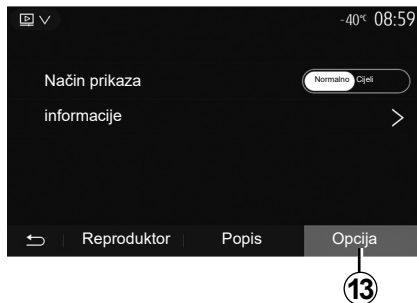 -40°C 08:59
Način prikaza Normalno Cijeli
informacije
Reproduktor Popis Opcija
13